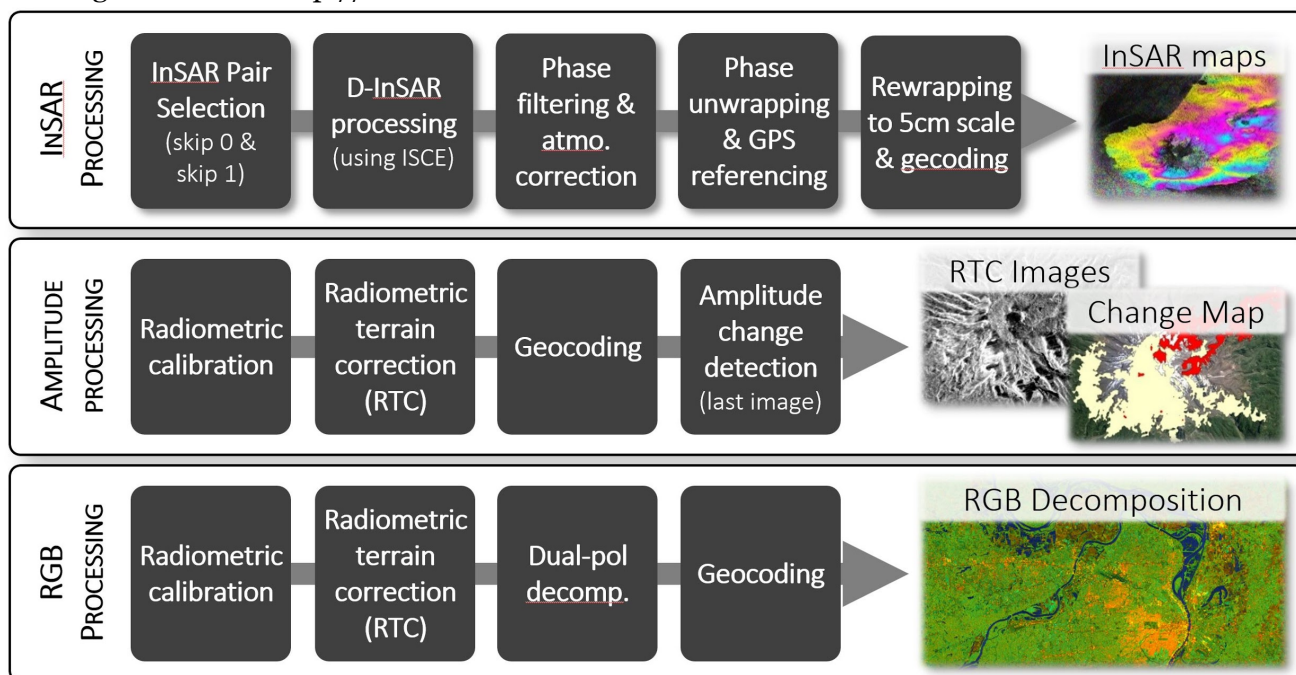 INSAR
PROCESSING
InSAR Pair
Selection
(skip 0 &
skip 1)
D-InSAR
processing
(using ISCE)
Phase
filtering &
atmo.
correction
Phase
unwrapping
& GPS
referencing
Rewrapping
to 5cm scale
& gecoding
InSAR maps
AMPLITUDE
PROCESSING
Radiometric
calibration
Radiometric
terrain
correction
(RTC)
Geocoding
Amplitude
change
detection
(last image)
RTC Images
Change Map
RGB
PROCESSING
Radiometric
calibration
Radiometric
terrain
correction
(RTC)
Dual-pol
decomp.
Geocoding
RGB Decomposition